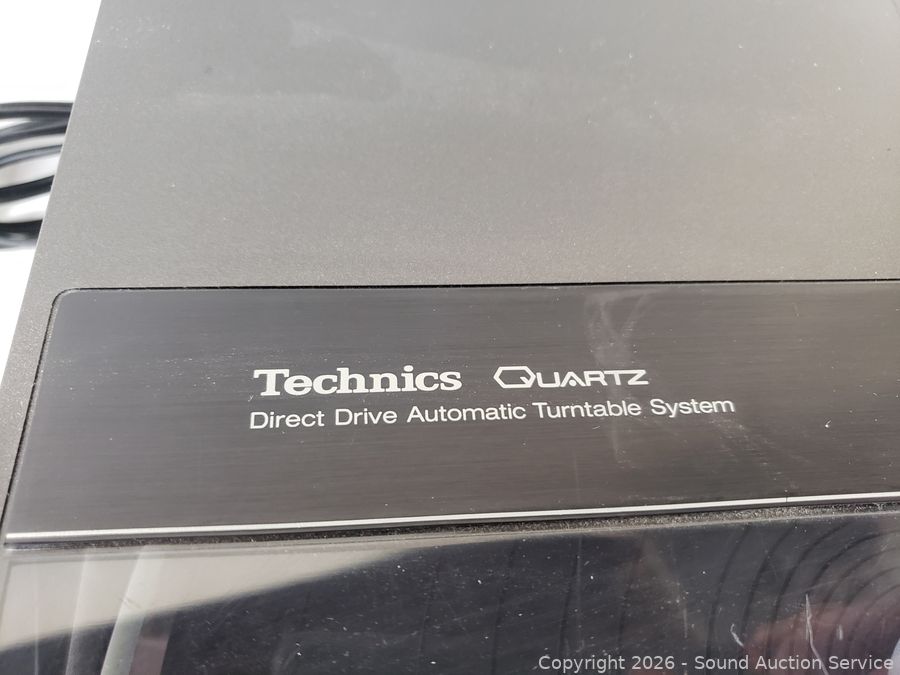 Technics QUARTZ
Direct Drive Automatic Turntable System
Copyright 2026 - Sound Auction Service